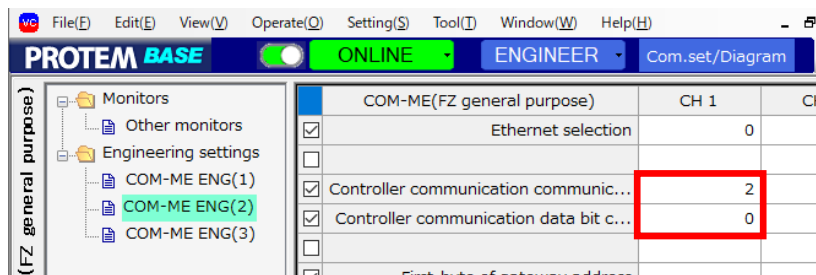 VC File(F) Edit(E) View(V) Operate(O) Setting(S) Tool(T) Window(W) Help(H)
PROTEM BASE ONLINE ENGINEER Com.set/Diagram
(FZ general purpose)
Monitors
Other monitors
Engineering settings
COM-ME ENG(1)
COM-ME ENG(2)
COM-ME ENG(3)
COM-ME(FZ general purpose) CH 1
Ethernet selection 0
Controller communication communic... 2
Controller communication data bit c... 0